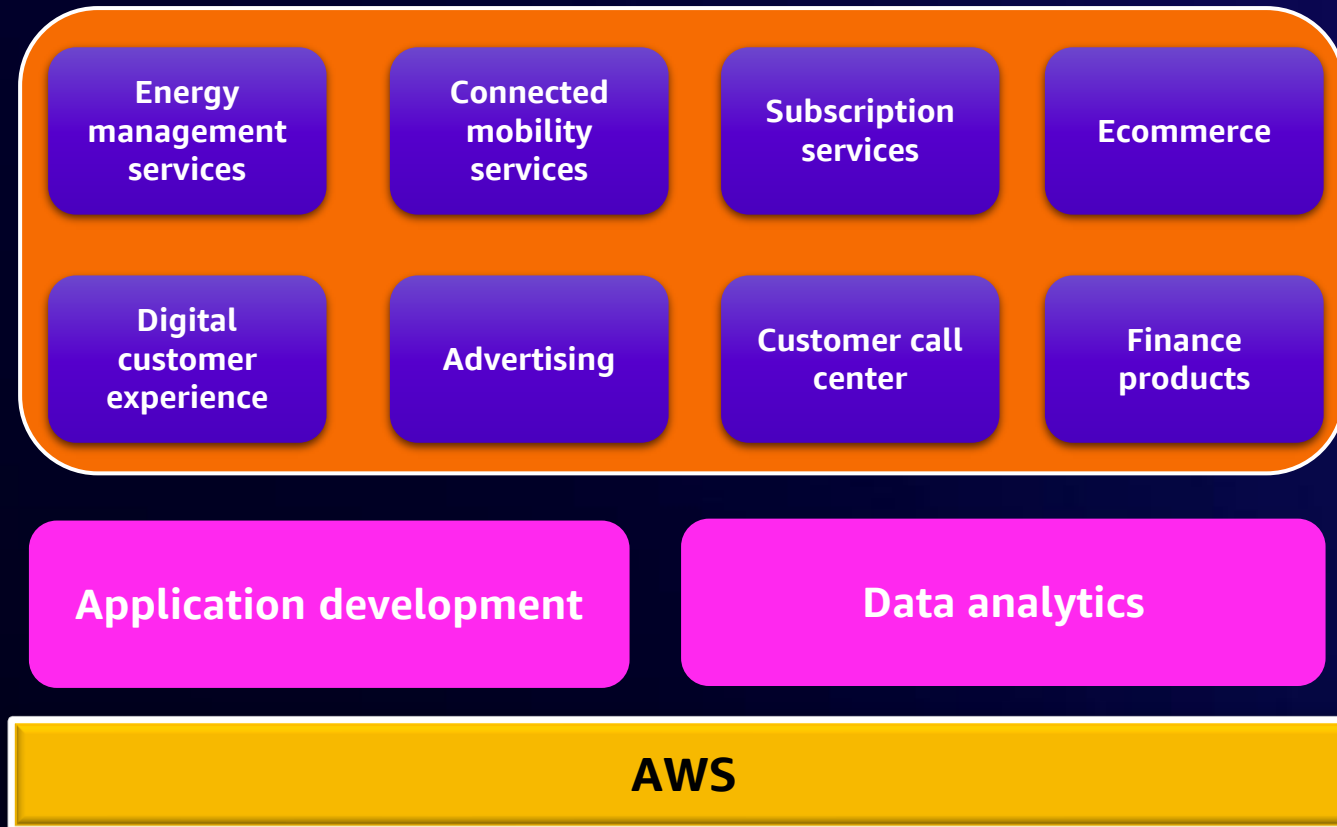 Energy
management
services
Connected
mobility
services
Subscription
services
Ecommerce
Digital
customer
experience
Advertising
Customer call
center
Finance
products
Application development
Data analytics
AWS